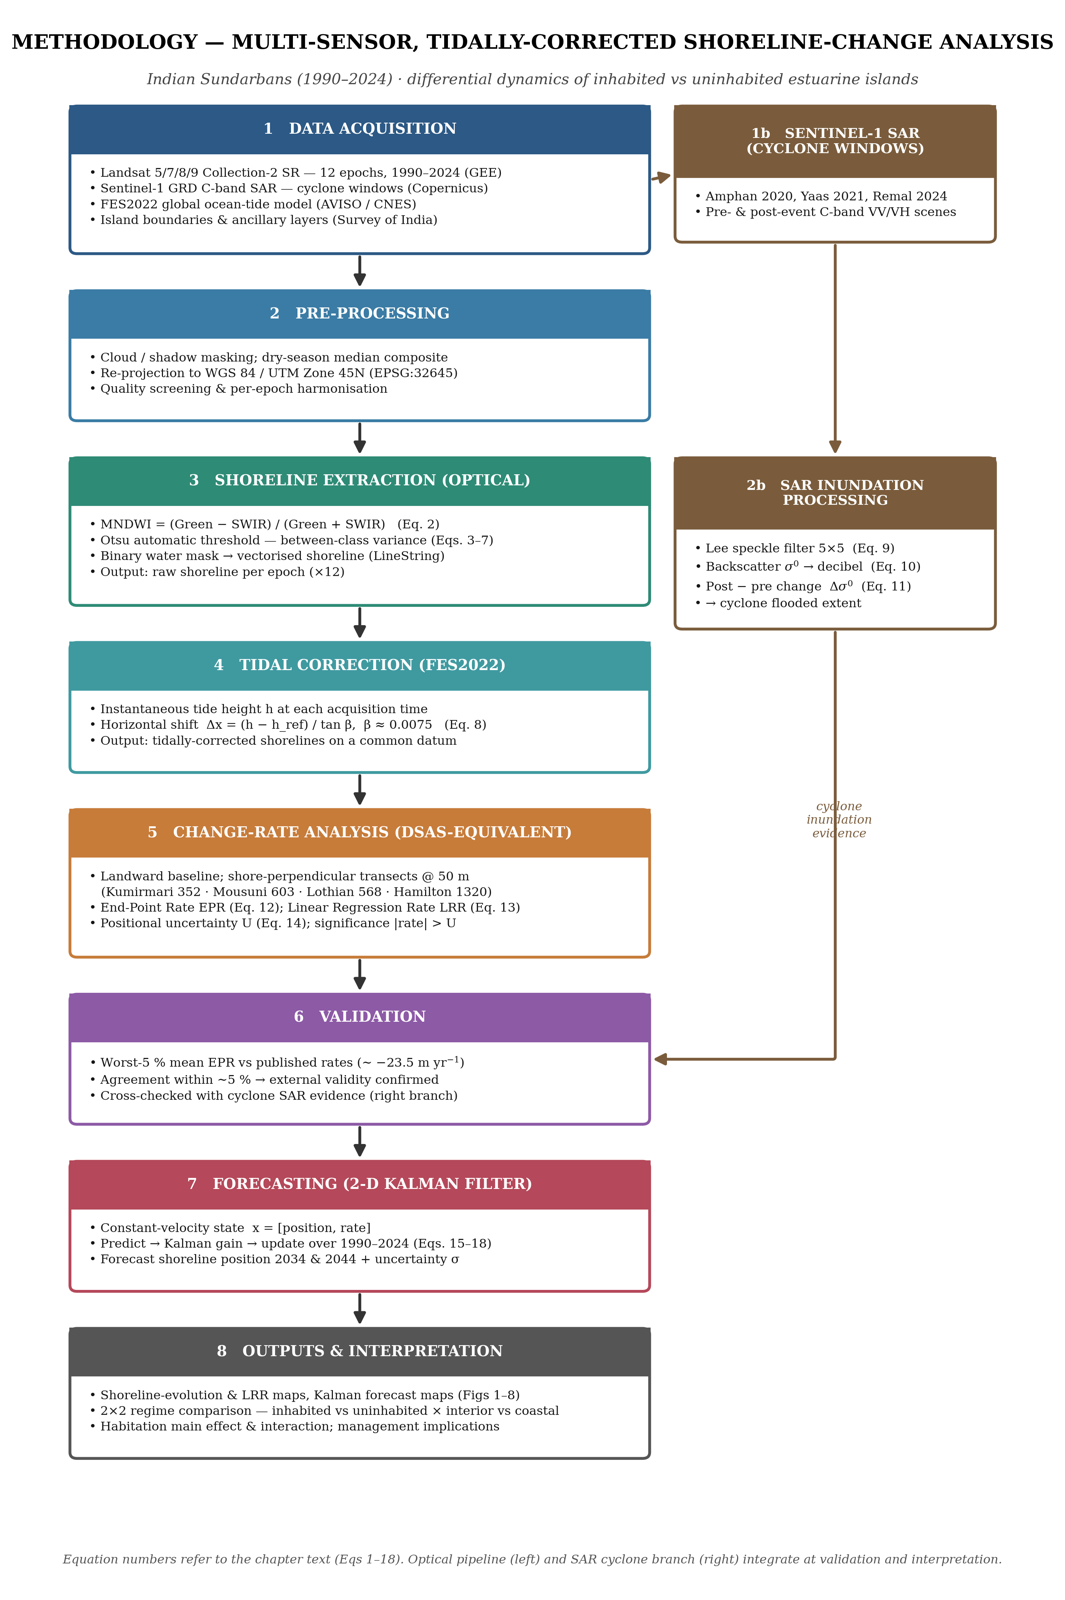 METHODOLOGY — MULTI-SENSOR, TIDALLY-CORRECTED SHORELINE-CHANGE ANALYSIS
Indian Sundarbans (1990–2024) · differential dynamics of inhabited vs uninhabited estuarine islands
1 DATA ACQUISITION
• Landsat 5/7/8/9 Collection-2 SR — 12 epochs, 1990–2024 (GEE)
• Sentinel-1 GRD C-band SAR — cyclone windows (Copernicus)
• FES2022 global ocean-tide model (AVISO / CNES)
• Island boundaries & ancillary layers (Survey of India)
1b SENTINEL-1 SAR
(CYCLONE WINDOWS)
• Amphan 2020, Yaas 2021, Remal 2024
• Pre- & post-event C-band VV/VH scenes
2 PRE-PROCESSING
• Cloud / shadow masking; dry-season median composite
• Re-projection to WGS 84 / UTM Zone 45N (EPSG:32645)
• Quality screening & per-epoch harmonisation
3 SHORELINE EXTRACTION (OPTICAL)
• MNDWI = (Green − SWIR) / (Green + SWIR) (Eq. 2)
• Otsu automatic threshold — between-class variance (Eqs. 3–7)
• Binary water mask → vectorised shoreline (LineString)
• Output: raw shoreline per epoch (×12)
2b SAR INUNDATION
PROCESSING
• Lee speckle filter 5×5 (Eq. 9)
• Backscatter σ⁰ → decibel (Eq. 10)
• Post − pre change Δσ⁰ (Eq. 11)
• → cyclone flooded extent
4 TIDAL CORRECTION (FES2022)
• Instantaneous tide height h at each acquisition time
• Horizontal shift Δx = (h − h_ref) / tan β, β ≈ 0.0075 (Eq. 8)
• Output: tidally-corrected shorelines on a common datum
5 CHANGE-RATE ANALYSIS (DSAS-EQUIVALENT)
• Landward baseline; shore-perpendicular transects @ 50 m
(Kumirmari 352 · Mousuni 603 · Lothian 568 · Hamilton 1320)
• End-Point Rate EPR (Eq. 12); Linear Regression Rate LRR (Eq. 13)
• Positional uncertainty U (Eq. 14); significance |rate| > U
cyclone
inundation
evidence
6 VALIDATION
• Worst-5 % mean EPR vs published rates (~ −23.5 m yr⁻¹)
• Agreement within ~5 % → external validity confirmed
• Cross-checked with cyclone SAR evidence (right branch)
7 FORECASTING (2-D KALMAN FILTER)
• Constant-velocity state x = [position, rate]
• Predict → Kalman gain → update over 1990–2024 (Eqs. 15–18)
• Forecast shoreline position 2034 & 2044 + uncertainty σ
8 OUTPUTS & INTERPRETATION
• Shoreline-evolution & LRR maps, Kalman forecast maps (Figs 1–8)
• 2×2 regime comparison — inhabited vs uninhabited × interior vs coastal
• Habitation main effect & interaction; management implications
Equation numbers refer to the chapter text (Eqs 1–18). Optical pipeline (left) and SAR cyclone branch (right) integrate at validation and interpretation.